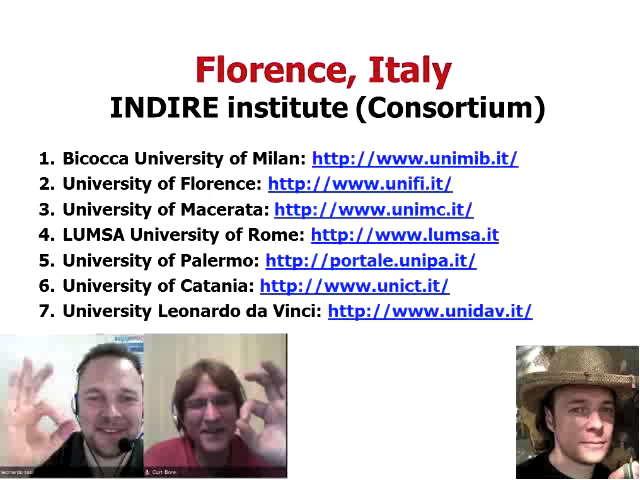 Florence, Italy
INDIRE institute (Consortium)
1. Bicocca University of Milan: http://www.unimib.it/
2. University of Florence: http://www.unifi.it/
3. University of Macerata: http://www.unimc.it/
4. LUMSA University of Rome: http://www.lumsa.it
5. University of Palermo: http://portale.unipa.it/
6. University of Catania: http://www.unict.it/
7. University Leonardo da Vinci: http://www.unidav.it/
Curt Bonk